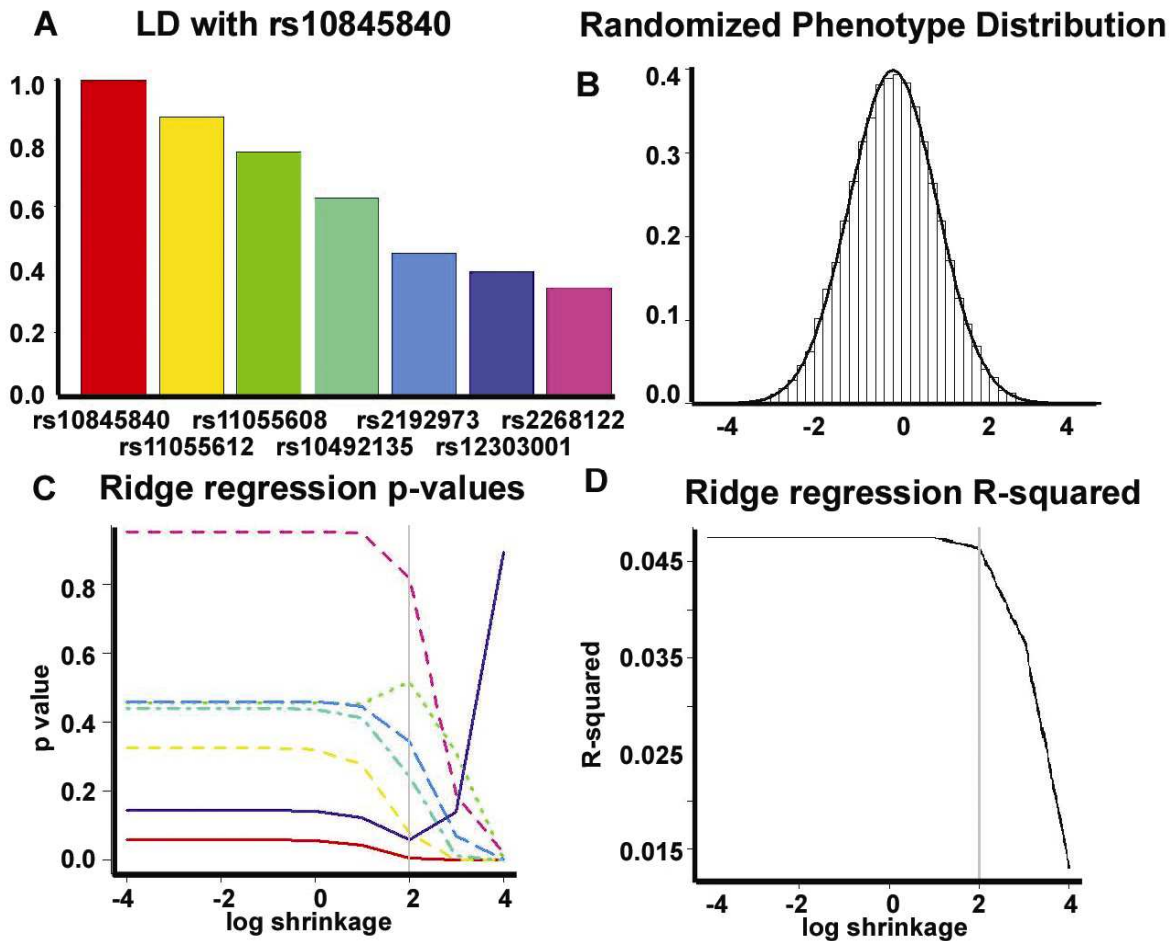 A LD with rs10845840
1.0
0.8
0.6
0.4
0.2
0.0
rs10845840 rs11055608 rs2192973 rs2268122
rs11055612 rs10492135 rs12303001
Randomized Phenotype Distribution
B
0.4
0.3
0.2
0.1
0.0
-4 -2 0 2 4
C Ridge regression p-values
p value
0.8
0.6
0.4
0.2
0.0
-4 -2 0 2 4
log shrinkage
D Ridge regression R-squared
R-squared
0.045
0.035
0.025
0.015
-4 -2 0 2 4
log shrinkage